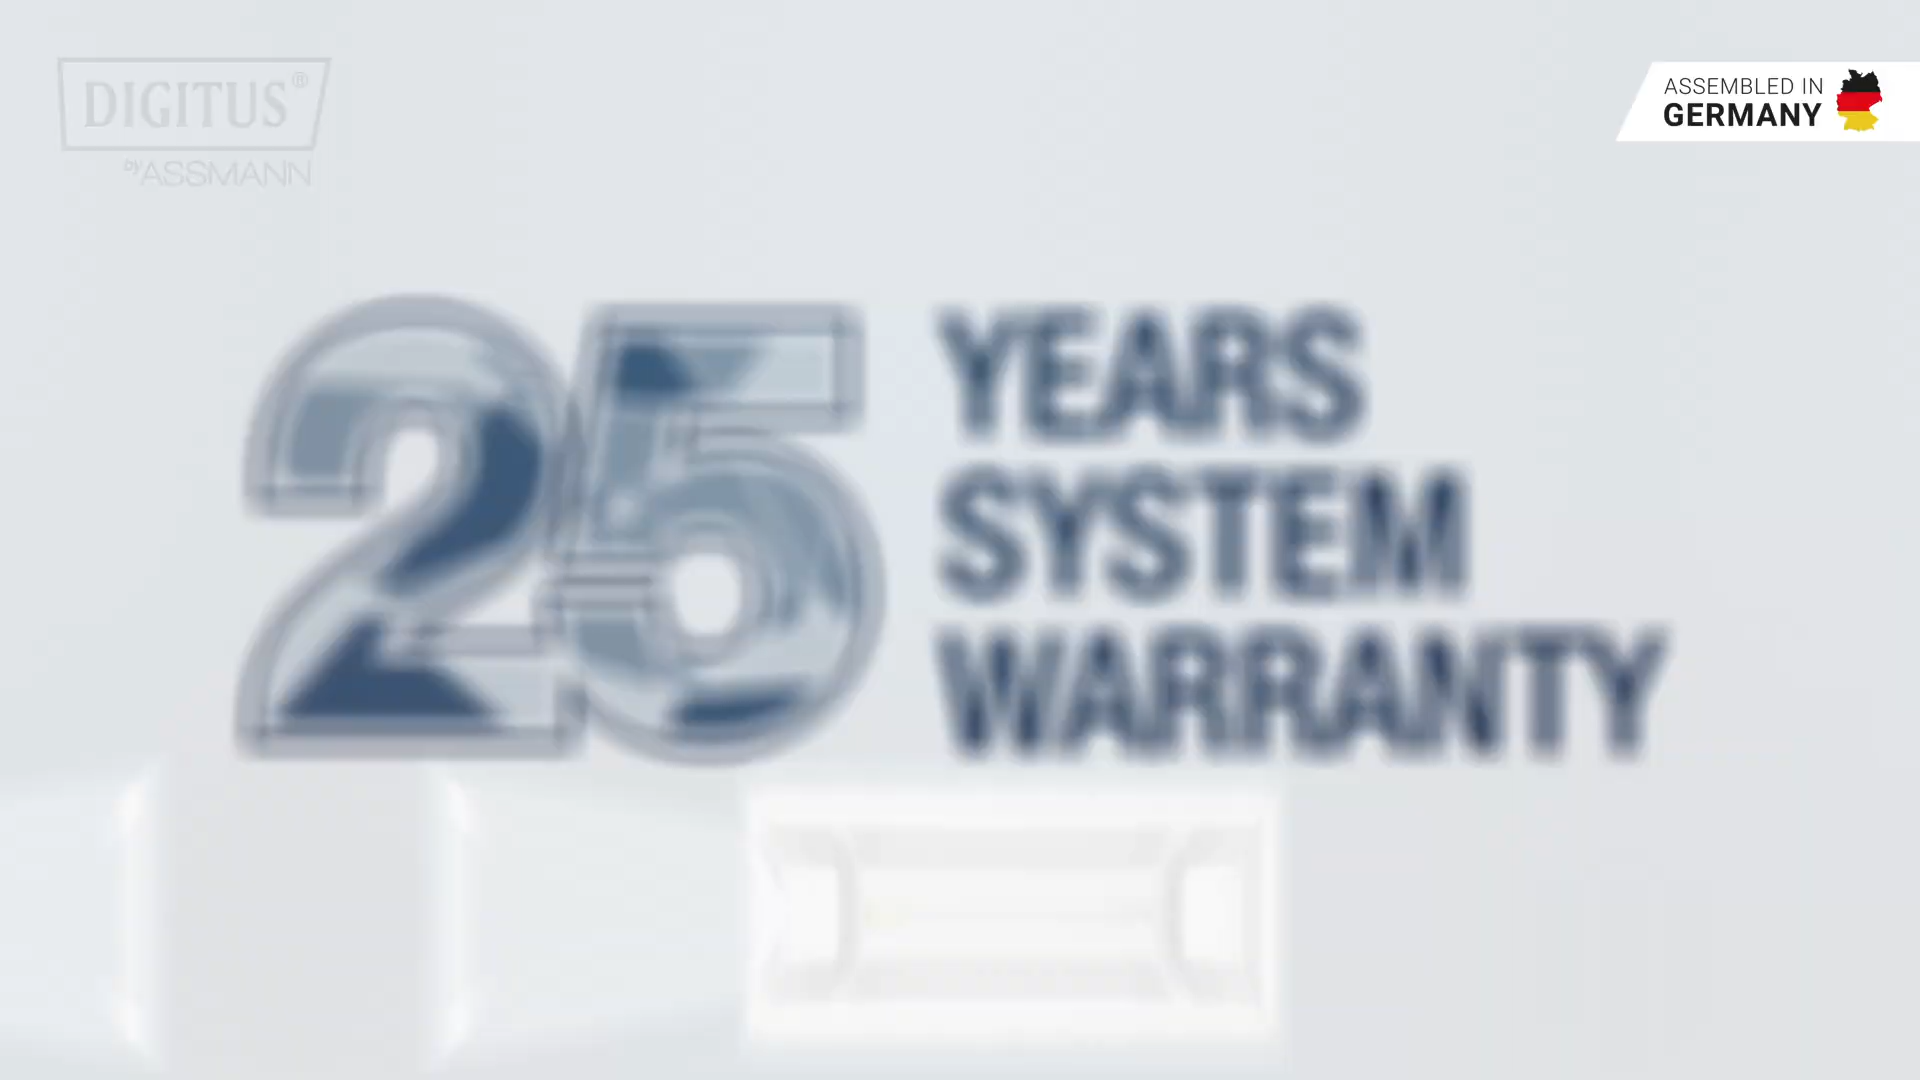 DIGITUS®
by ASSMANN
ASSEMBLED IN
GERMANY
25 YEARS
SYSTEM
WARRANTY